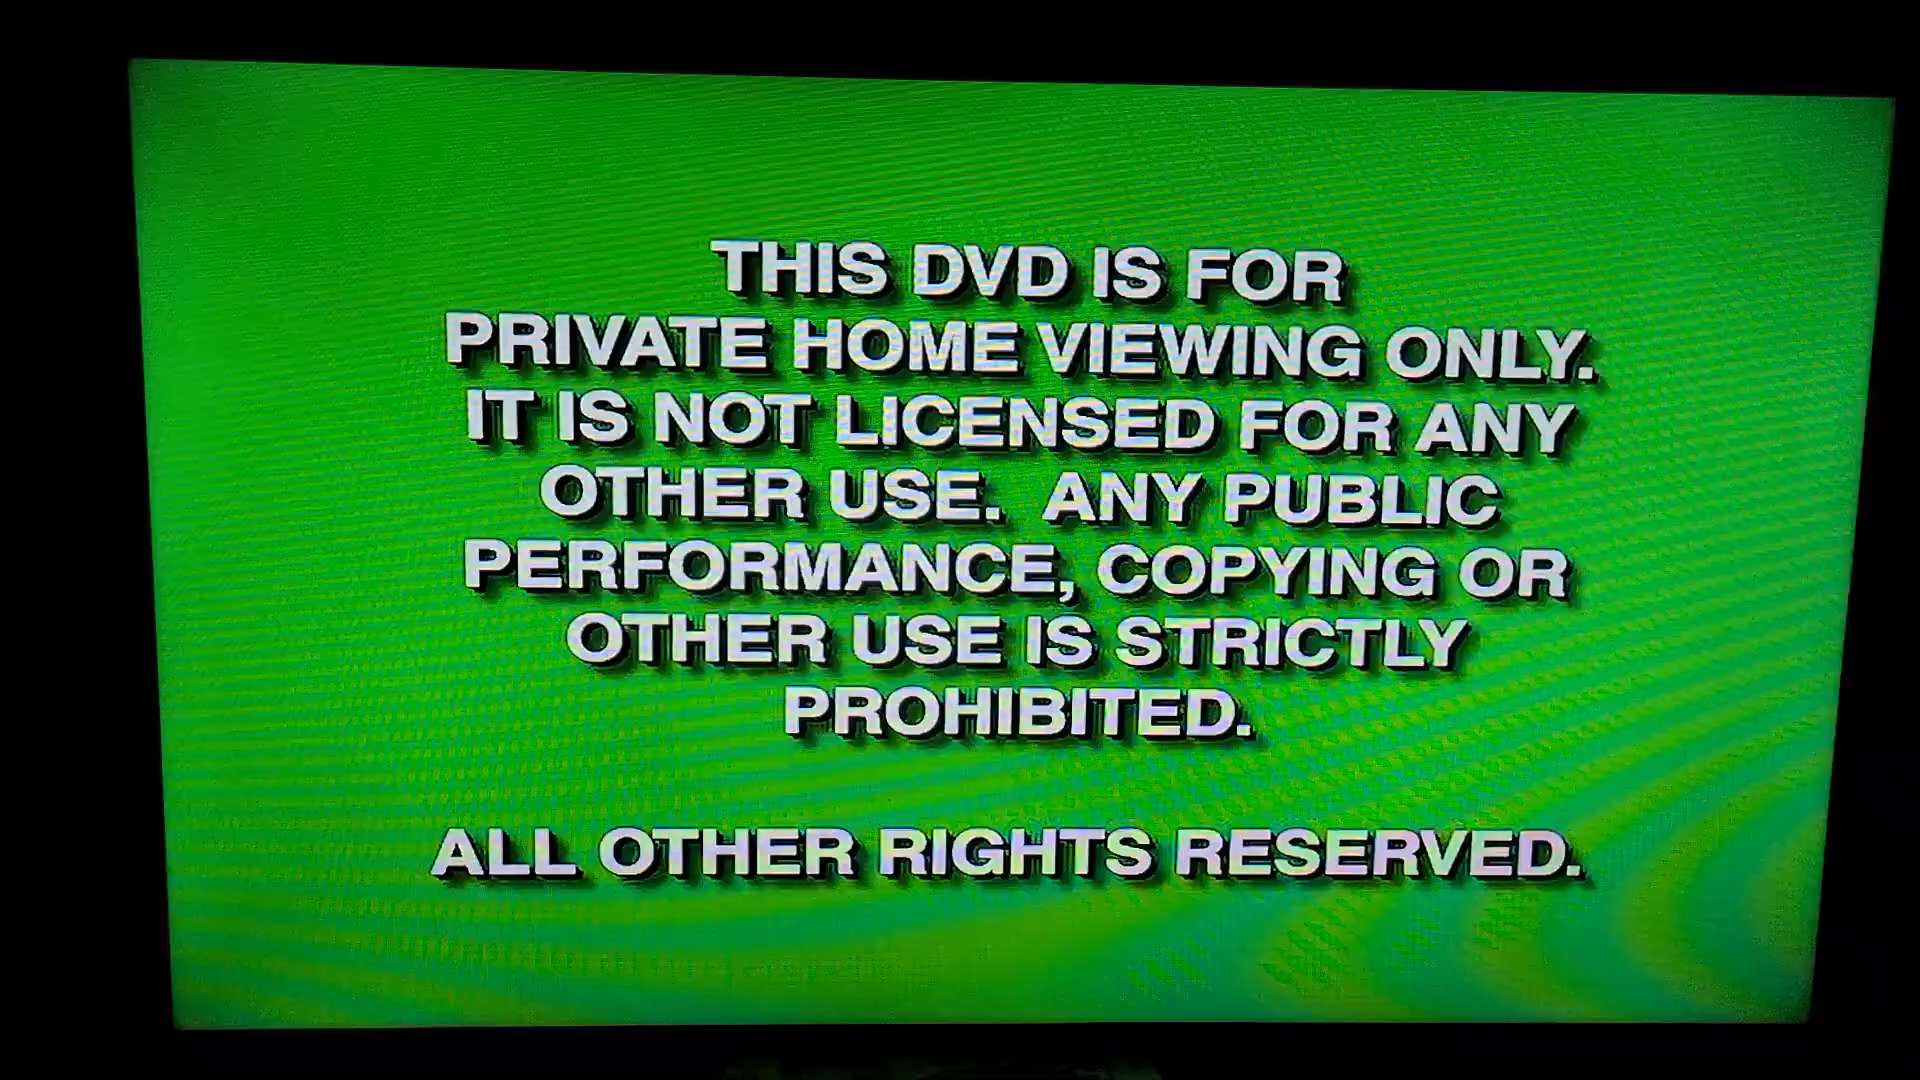 THIS DVD IS FOR
PRIVATE HOME VIEWING ONLY.
IT IS NOT LICENSED FOR ANY
OTHER USE.  ANY PUBLIC
PERFORMANCE, COPYING OR
OTHER USE IS STRICTLY
PROHIBITED.
ALL OTHER RIGHTS RESERVED.